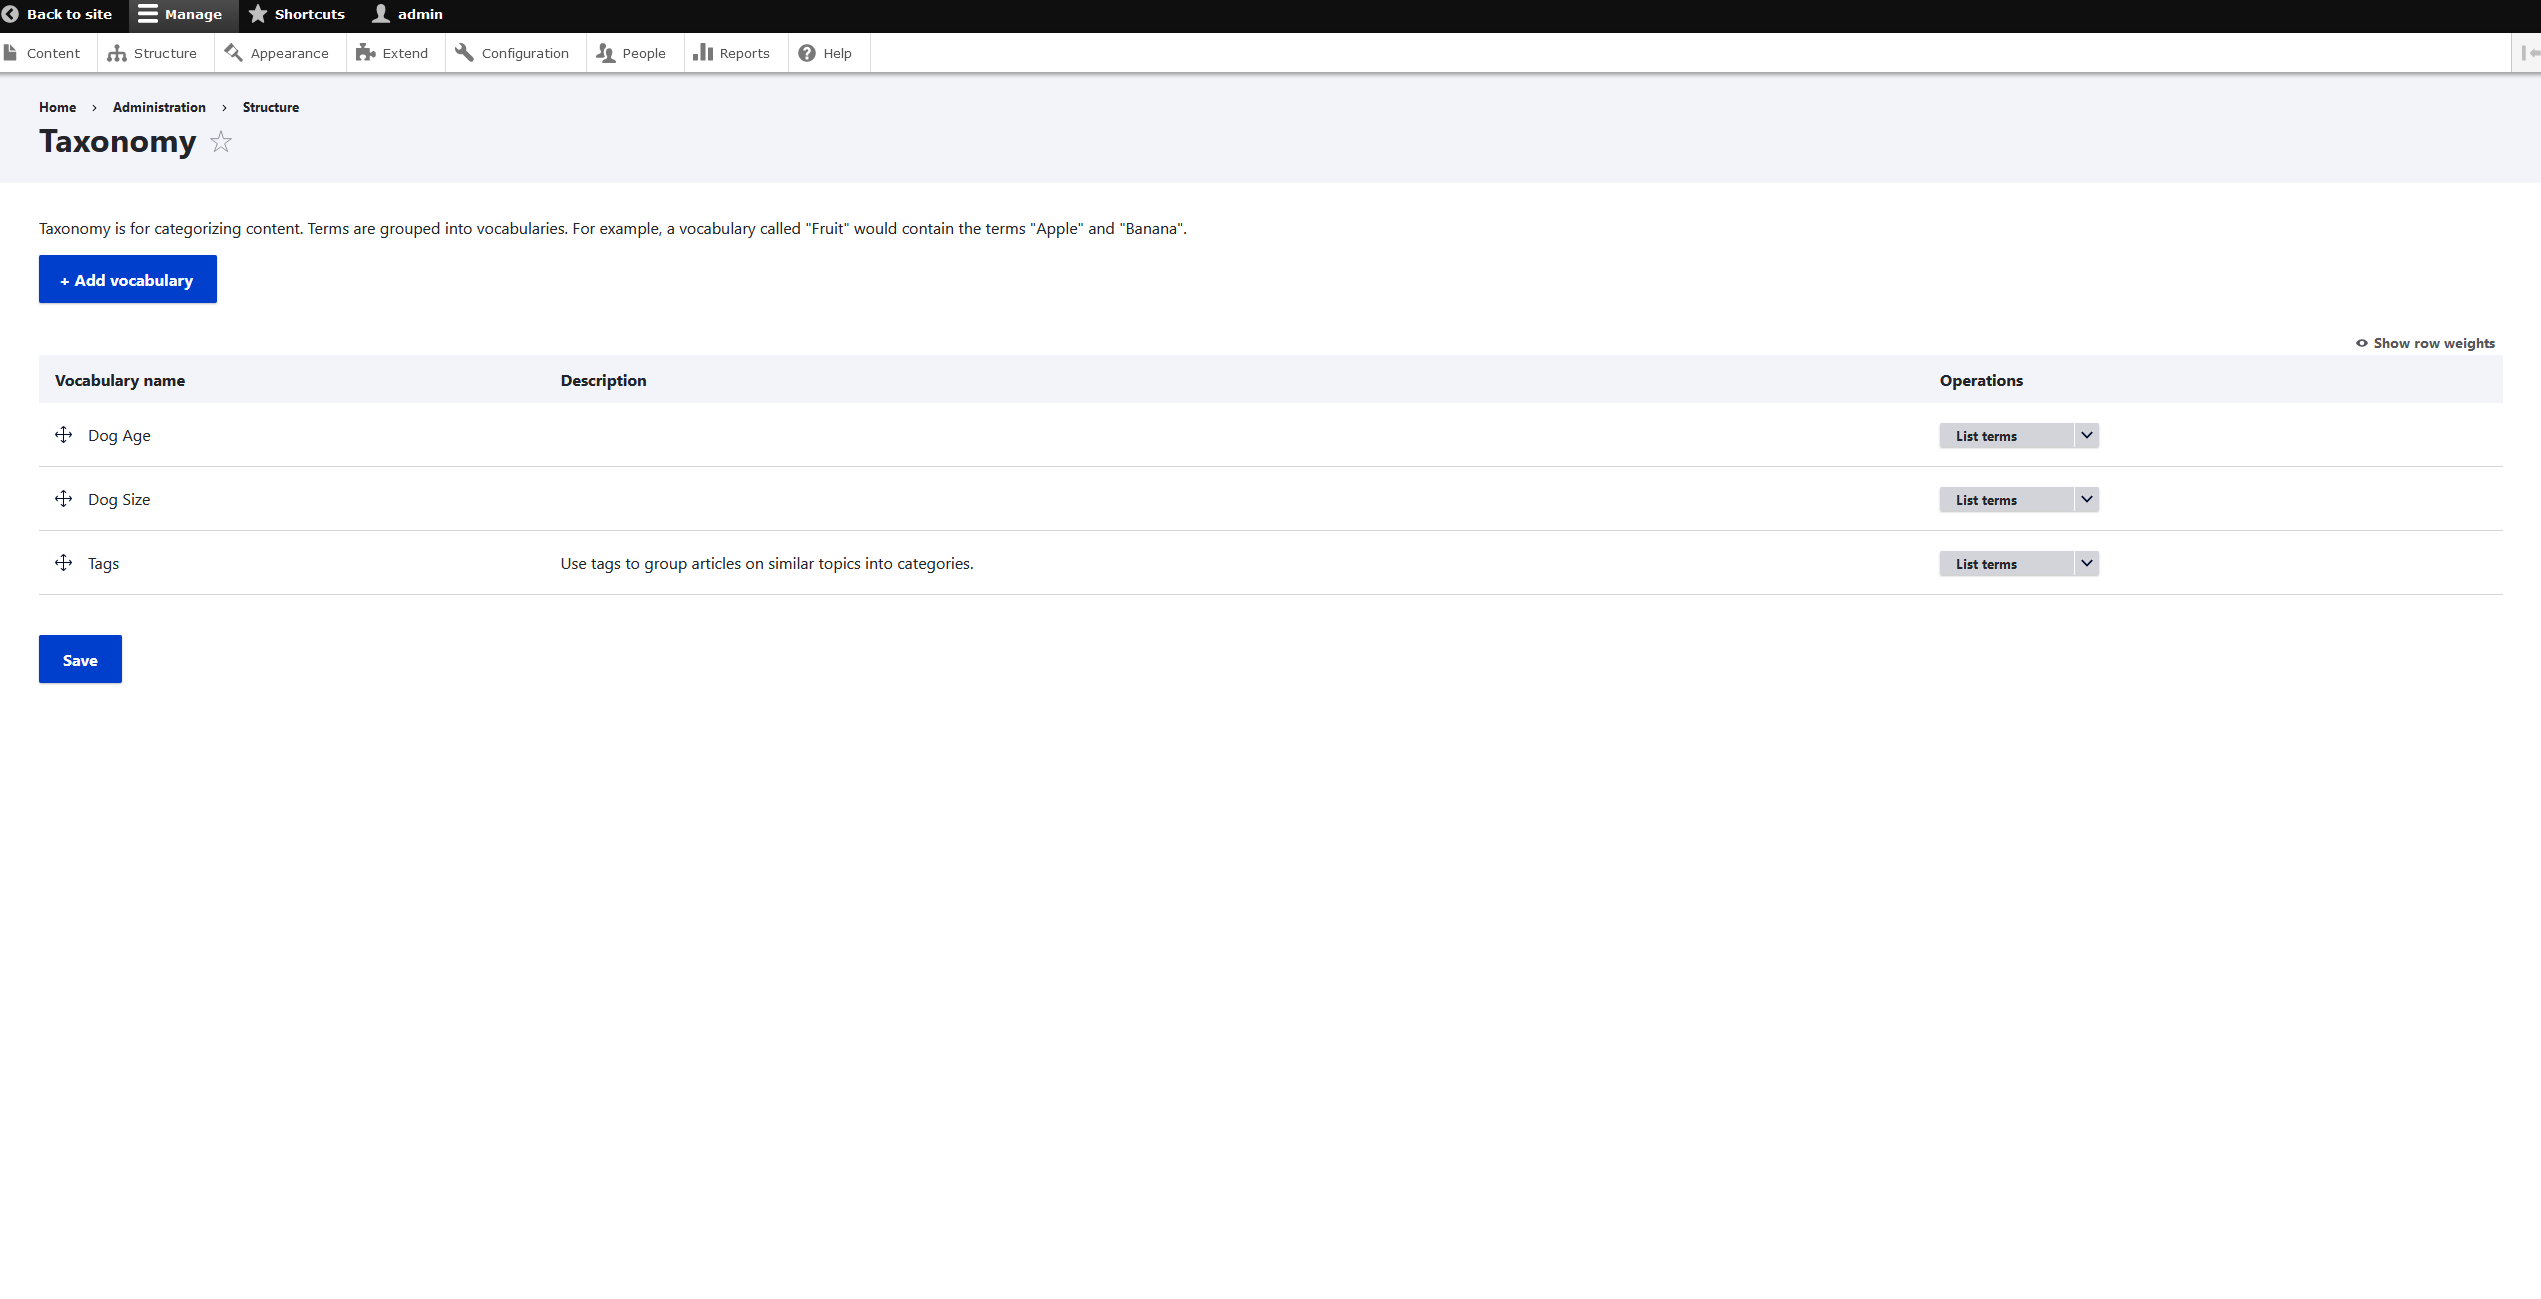 Back to site Manage Shortcuts admin
Content Structure Appearance Extend Configuration People Reports Help
Home › Administration › Structure
Taxonomy
Taxonomy is for categorizing content. Terms are grouped into vocabularies. For example, a vocabulary called "Fruit" would contain the terms "Apple" and "Banana".
+ Add vocabulary
Show row weights
Vocabulary name Description Operations
Dog Age List terms
Dog Size List terms
Tags Use tags to group articles on similar topics into categories. List terms
Save